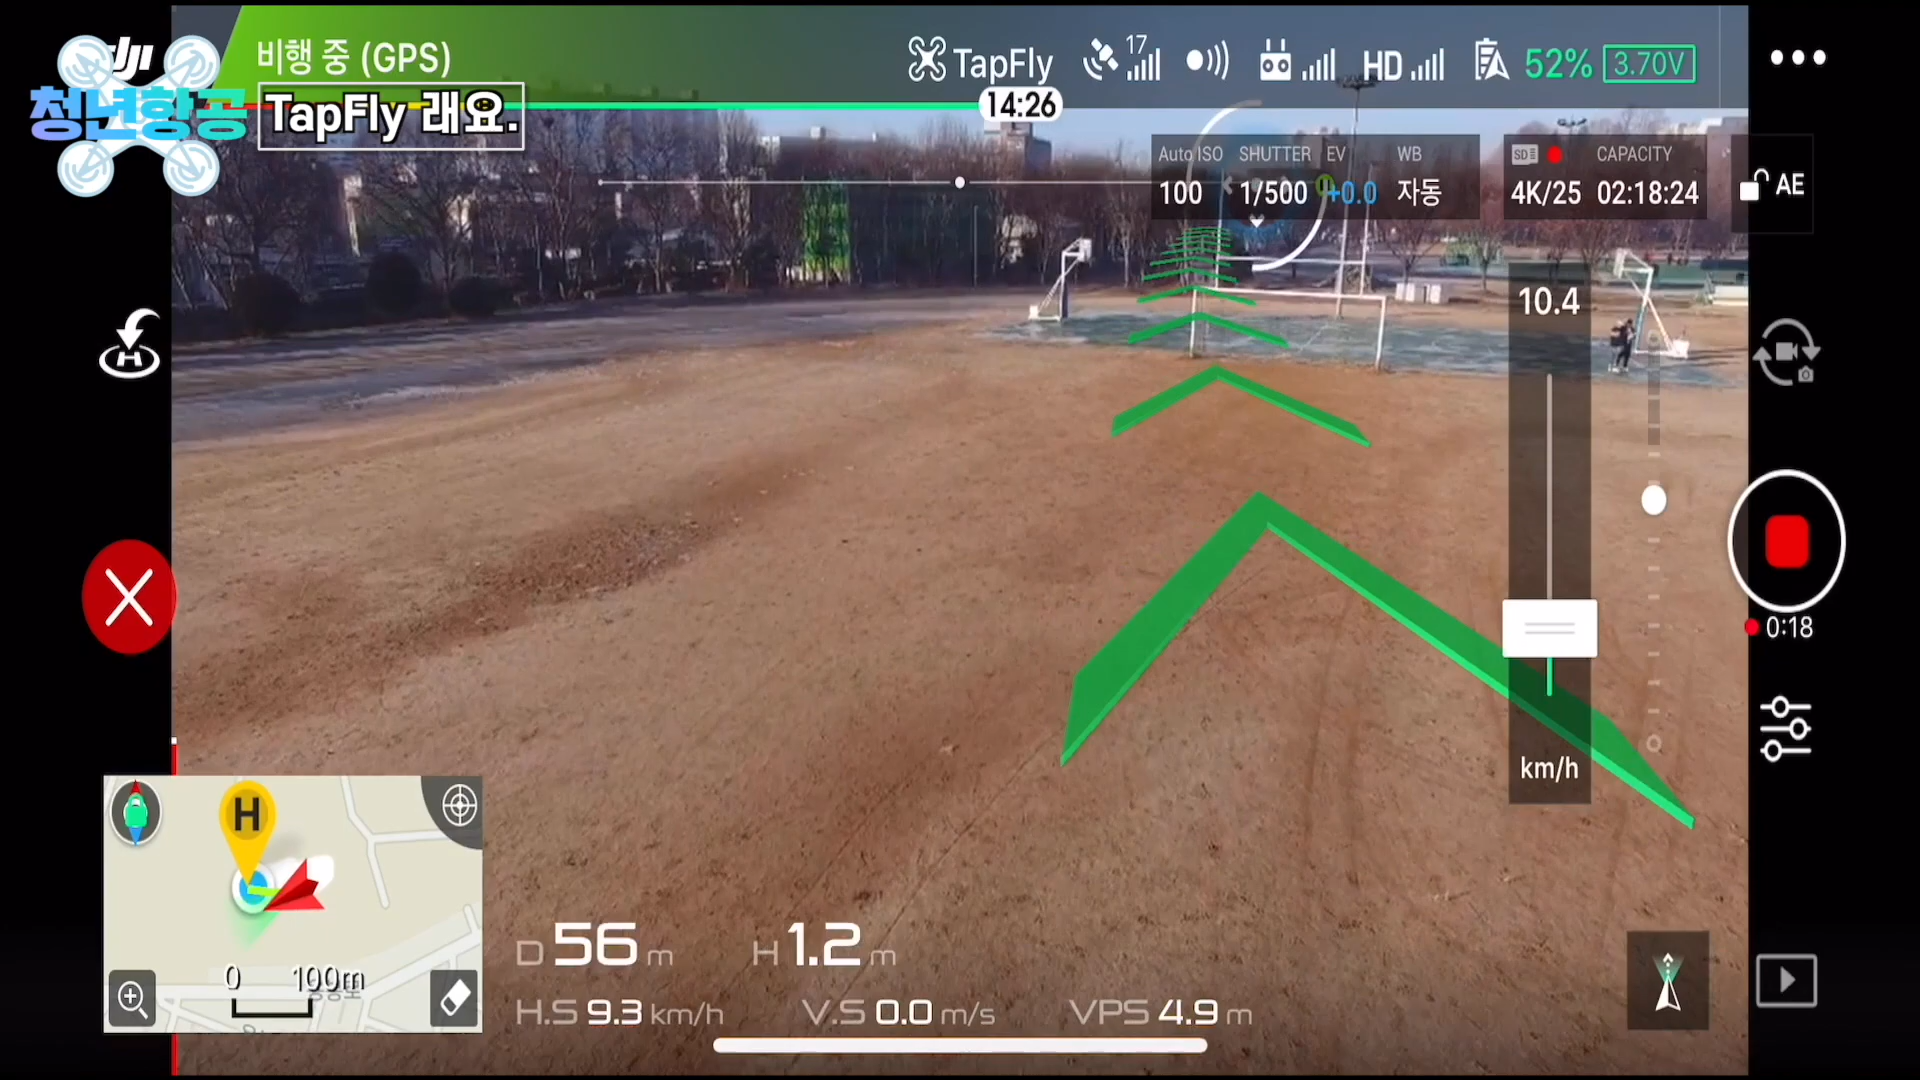 dji
청년항공
비행 중 (GPS)
TapFly 래요.
TapFly
17
HD
52%
3.70V
14:26
Auto ISO SHUTTER EV WB
100 1/500 +0.0 자동
SD CAPACITY
4K/25 02:18:24
AE
10.4
km/h
0:18
H
H
0 100m
D 56 m H 1.2 m
H.S 9.3 km/h V.S 0.0 m/s VPS 4.9 m